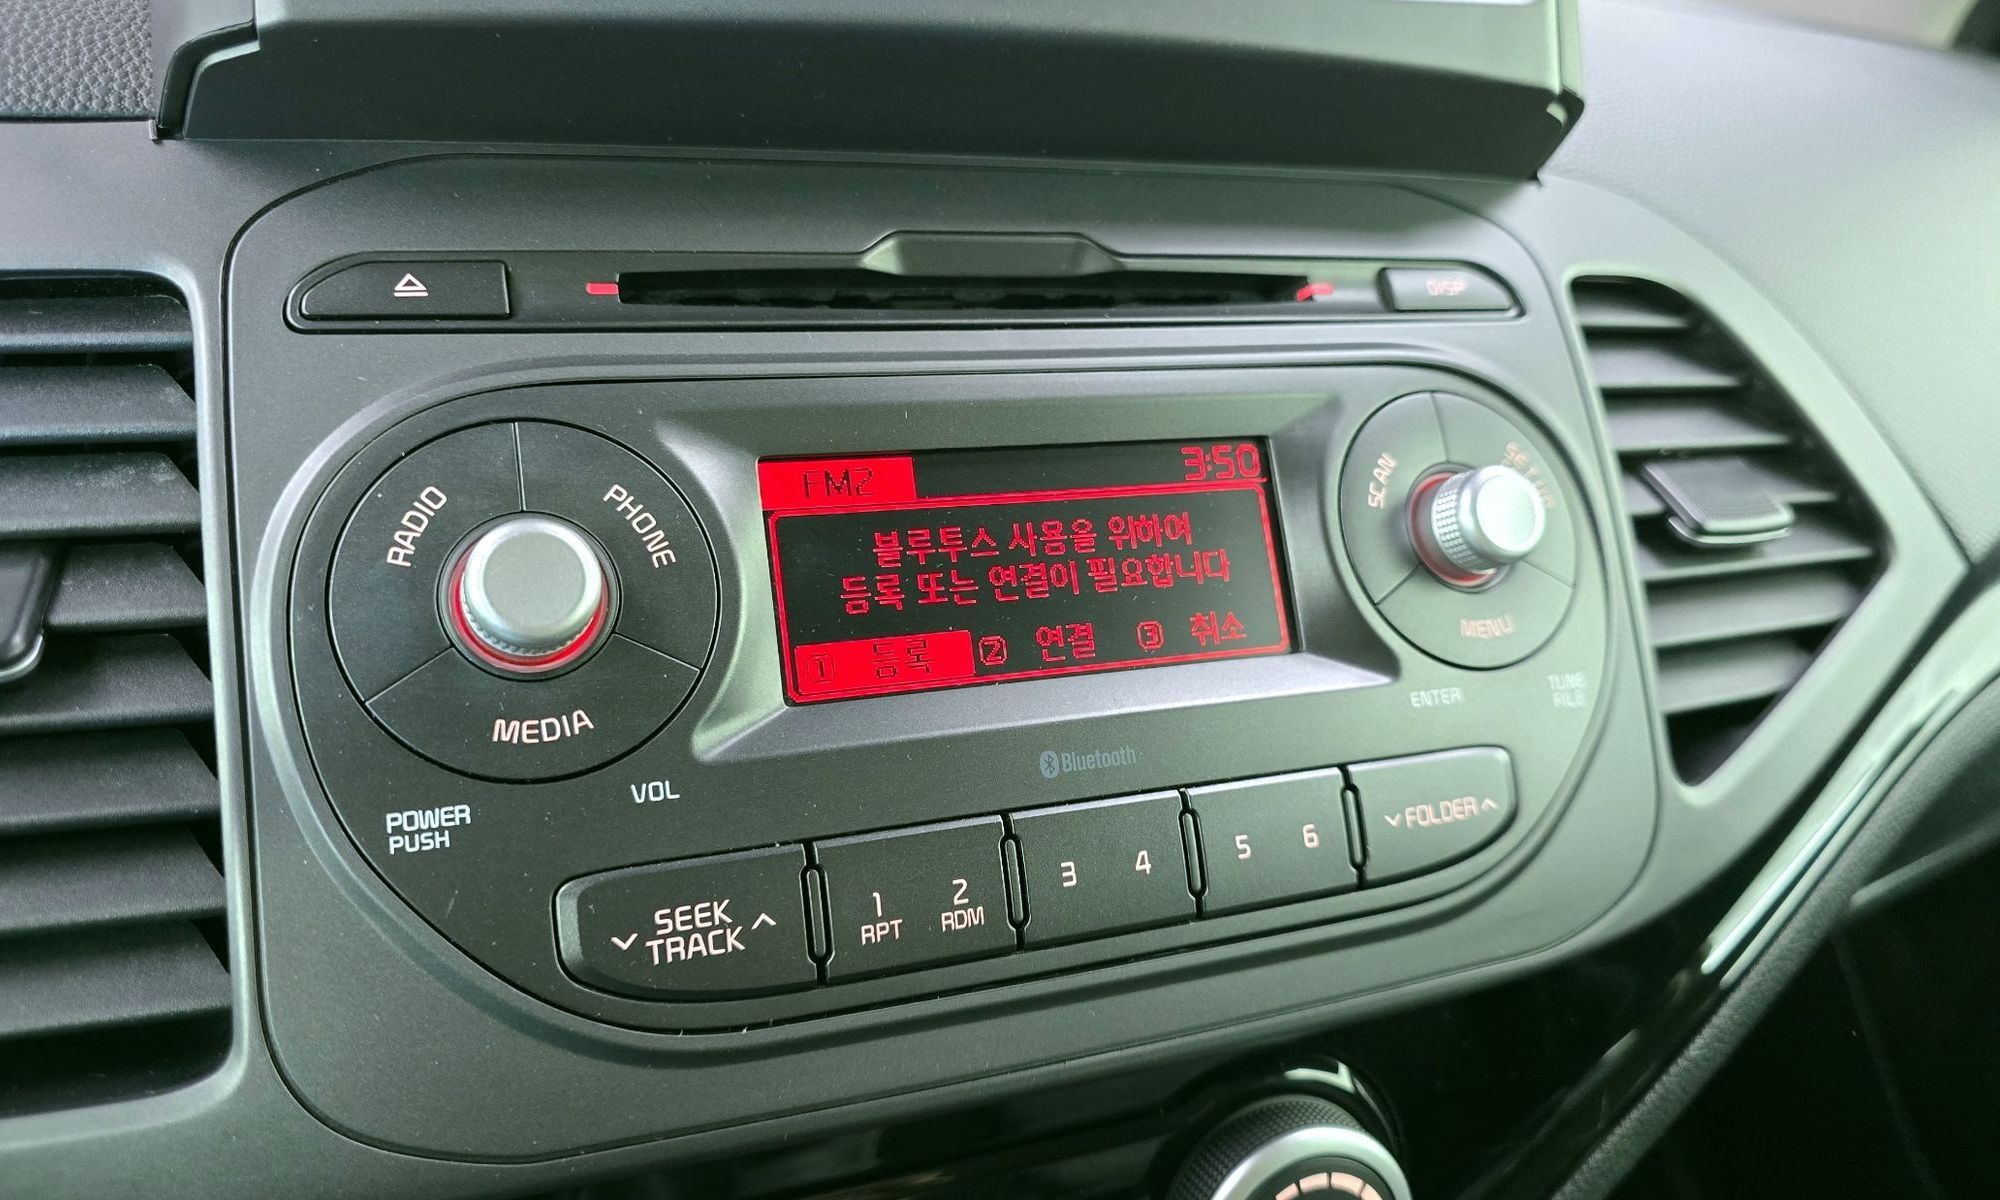 DISP
RADIO
PHONE
MEDIA
FM2
3:50
블루투스 사용을 위하여
등록 또는 연결이 필요합니다
1 등록 2 연결 3 취소
SCAN
SETUP
MENU
ENTER
TUNE
FILE
Bluetooth
VOL
POWER
PUSH
SEEK
TRACK
1
RPT
2
RDM
3
4
5
6
FOLDER